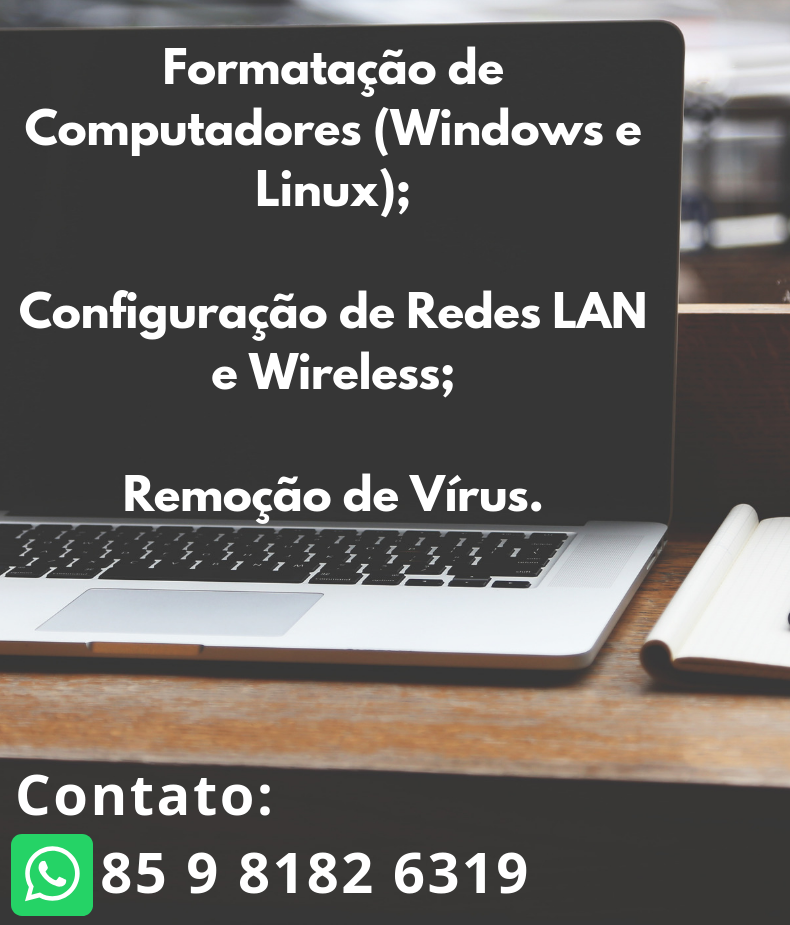 Formatação de
Computadores (Windows e
Linux);
Configuração de Redes LAN
e Wireless;
Remoção de Vírus.
Contato:
85 9 8182 6319